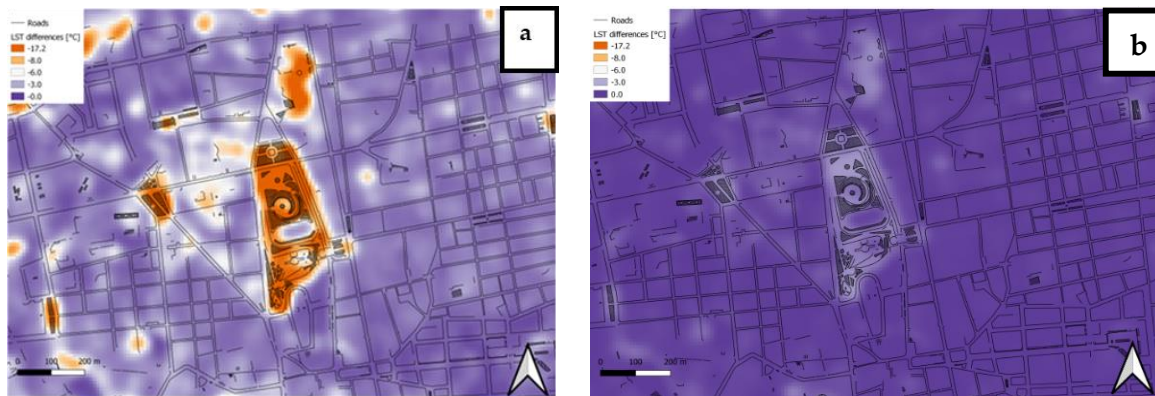 Roads
LST differences [°C]
-17.2
-8.0
-6.0
-3.0
-0.0
a
0 100 200 m
Roads
LST differences [°C]
-17.2
-8.0
-6.0
-3.0
0.0
b
0 100 200 m